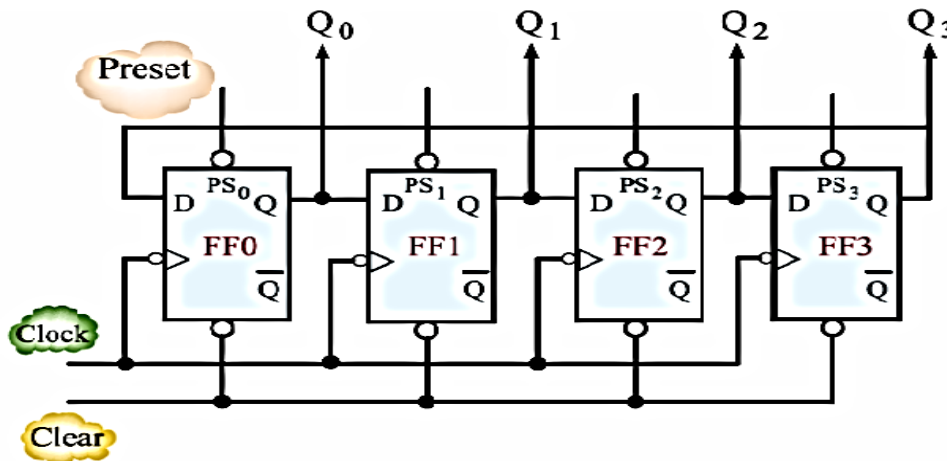 Q0 Q1 Q2 Q3
Preset
PS0 PS1 PS2 PS3
D Q D Q D Q D Q
FF0 FF1 FF2 FF3
Q̅ Q̅ Q̅ Q̅
Clock
Clear